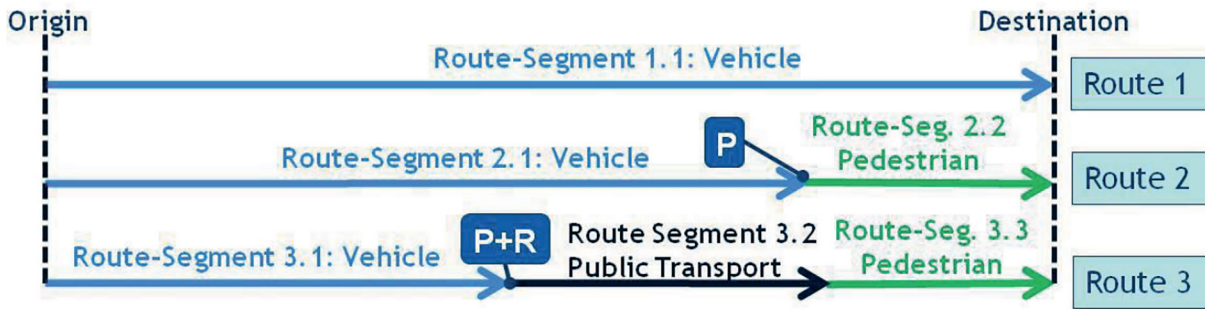 Origin
Destination
Route-Segment 1.1: Vehicle
Route 1
Route-Segment 2.1: Vehicle
P
Route-Seg. 2.2
Pedestrian
Route 2
Route-Segment 3.1: Vehicle
P+R
Route Segment 3.2
Public Transport
Route-Seg. 3.3
Pedestrian
Route 3